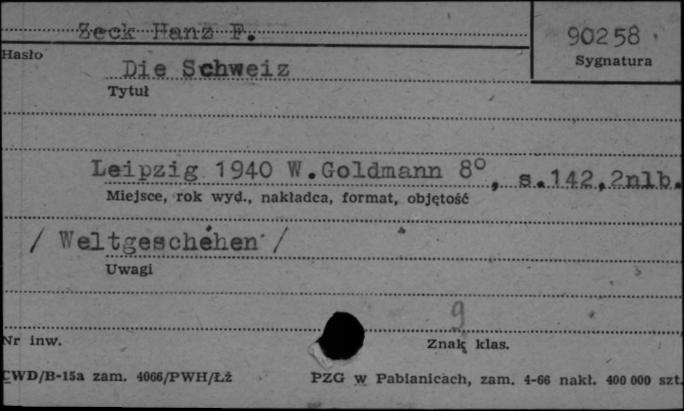 Zeck Hanz F.
90258
Hasło
Sygnatura
Die Schweiz
Tytuł
Leipzig 1940 W.Goldmann 8°, s.142,2nlb.
Miejsce, rok wyd., nakładca, format, objętość
/ Weltgeschehen /
Uwagi
9
Nr inw.
Znak klas.
CWD/B-15a zam. 4066/PWH/Łż
PZG w Pabianicach, zam. 4-66 nakł. 400 000 szt.